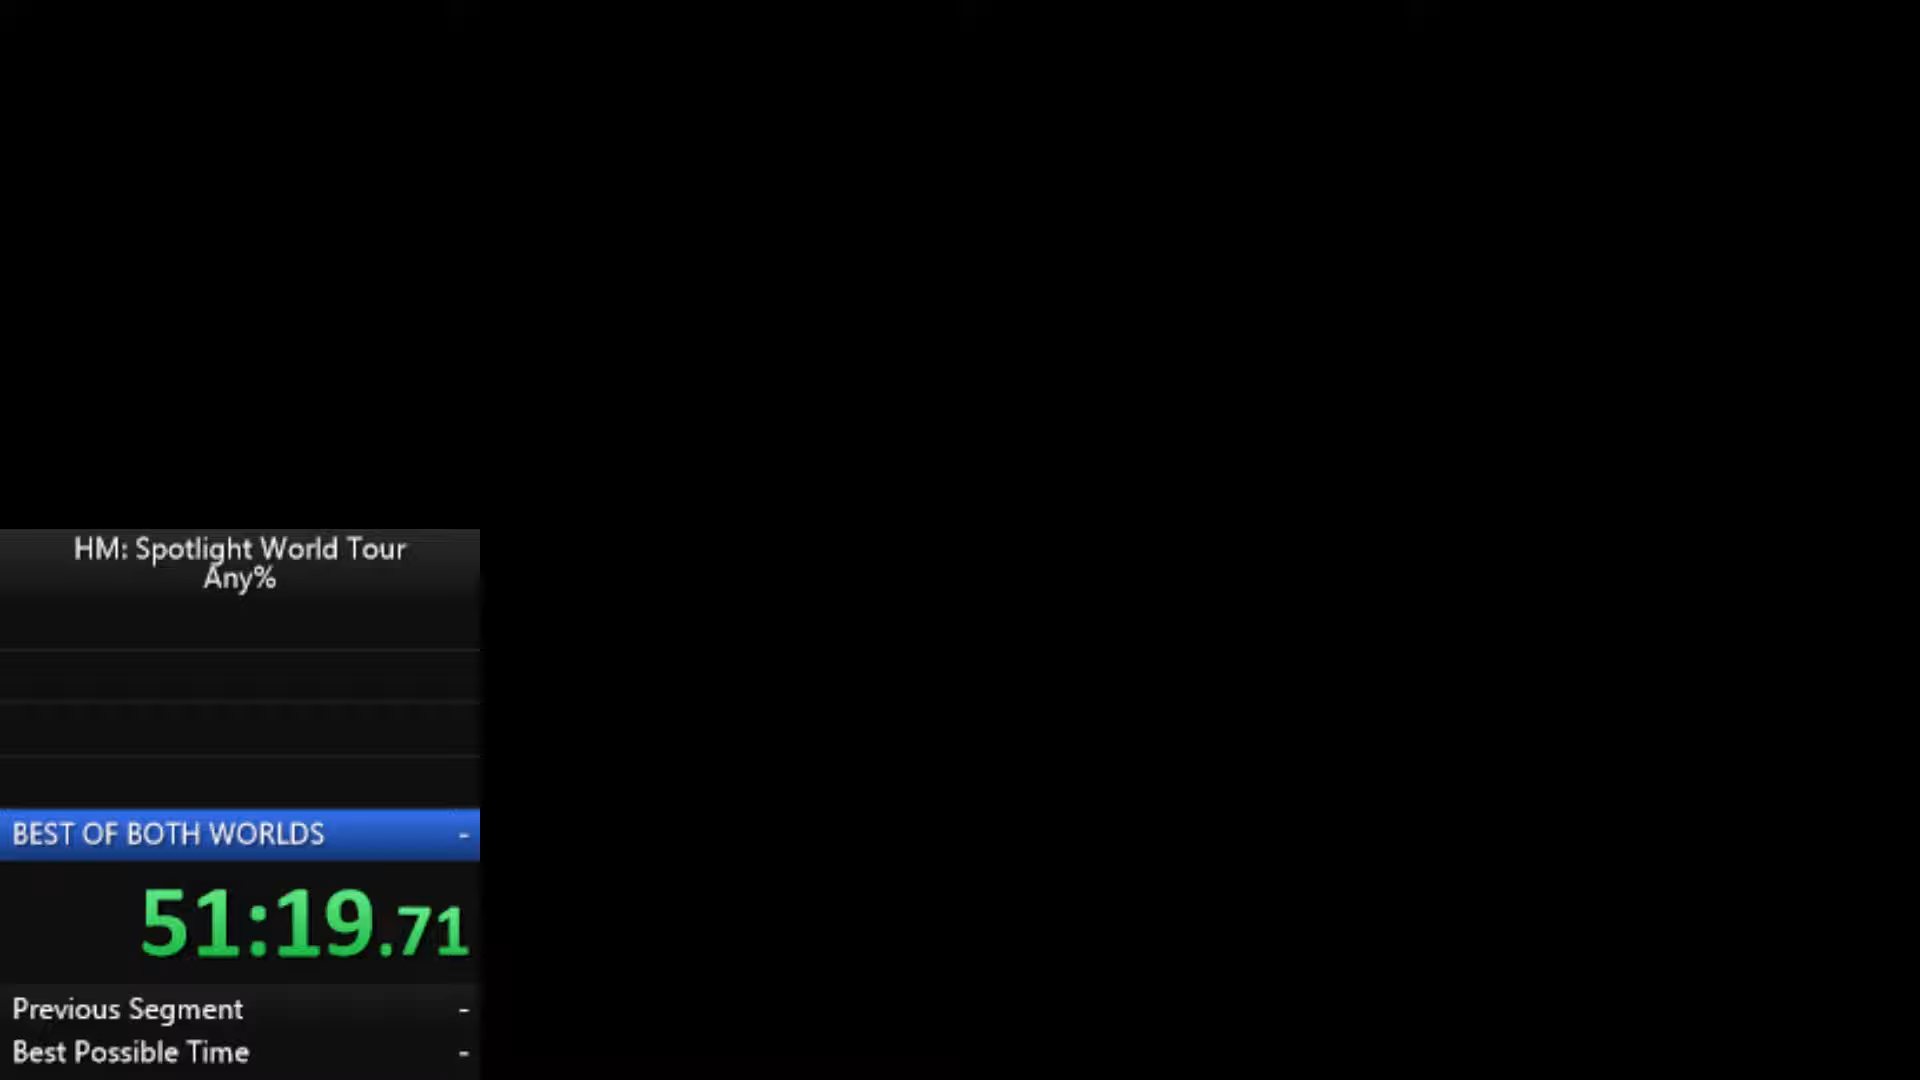 HM: Spotlight World Tour
Any%
BEST OF BOTH WORLDS -
51:19.71
Previous Segment -
Best Possible Time -